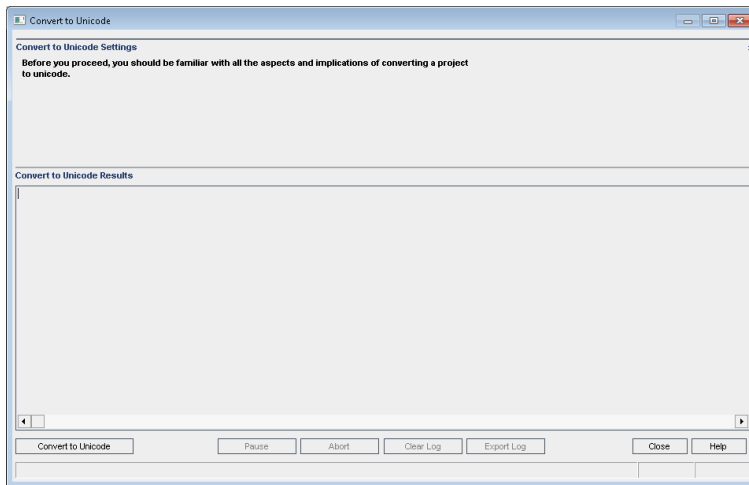 Convert to Unicode
Convert to Unicode Settings
Before you proceed, you should be familiar with all the aspects and implications of converting a project
to unicode.
Convert to Unicode Results
Convert to Unicode
Pause
Abort
Clear Log
Export Log
Close
Help